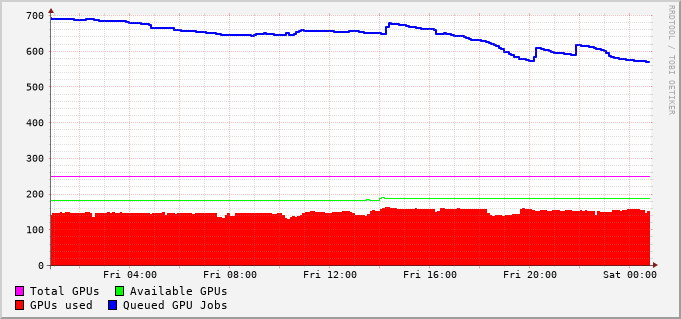 700
600
500
400
300
200
100
0
Fri 04:00 Fri 08:00 Fri 12:00 Fri 16:00 Fri 20:00 Sat 00:00
Total GPUs Available GPUs
GPUs used Queued GPU Jobs
RRDTOOL / TOBI OETIKER